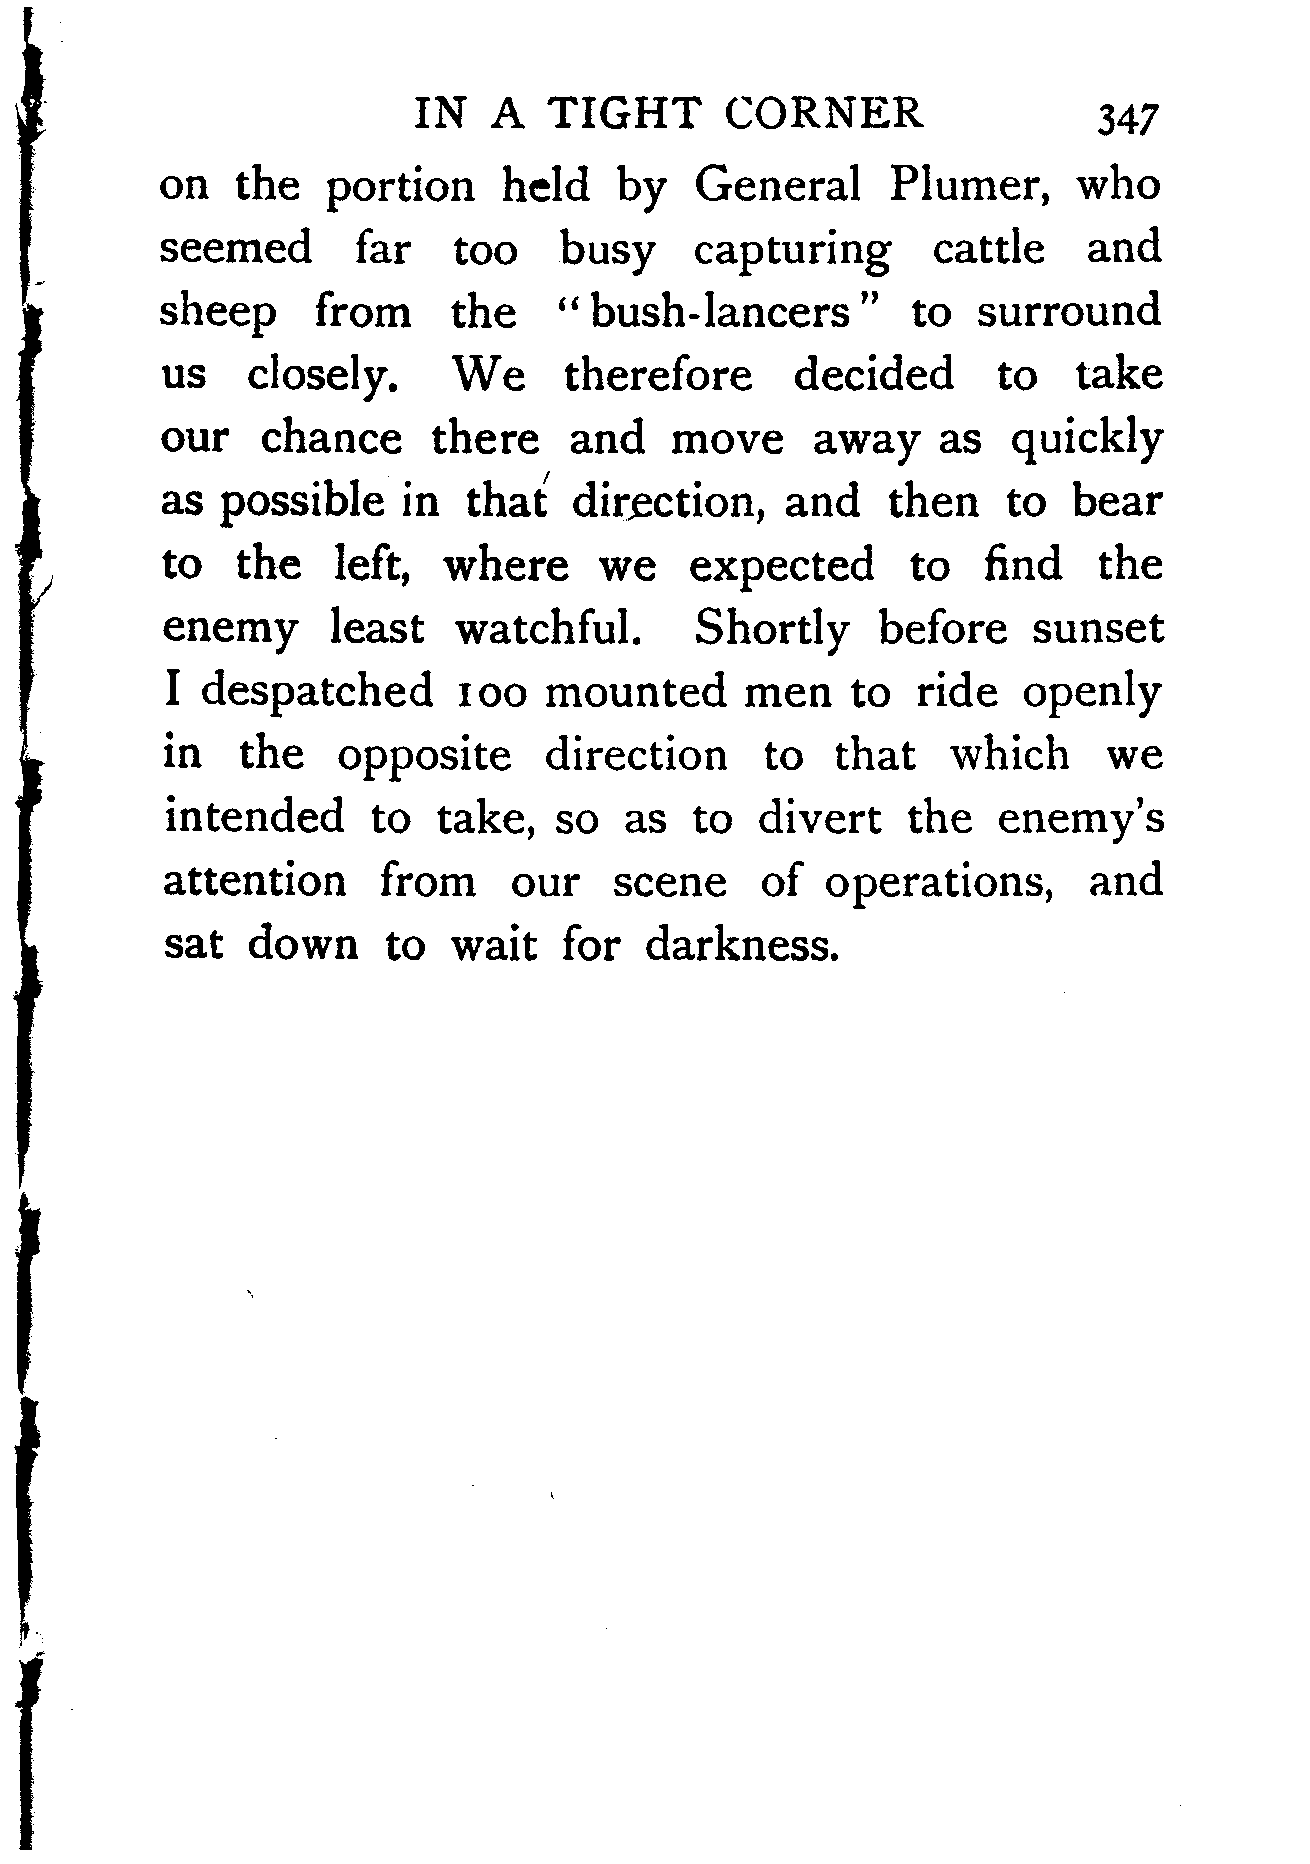 IN A TIGHT CORNER 347
on the portion held by General Plumer, who
seemed far too busy capturing cattle and
sheep from the "bush-lancers" to surround
us closely. We therefore decided to take
our chance there and move away as quickly
as possible in that direction, and then to bear
to the left, where we expected to find the
enemy least watchful. Shortly before sunset
I despatched 100 mounted men to ride openly
in the opposite direction to that which we
intended to take, so as to divert the enemy's
attention from our scene of operations, and
sat down to wait for darkness.